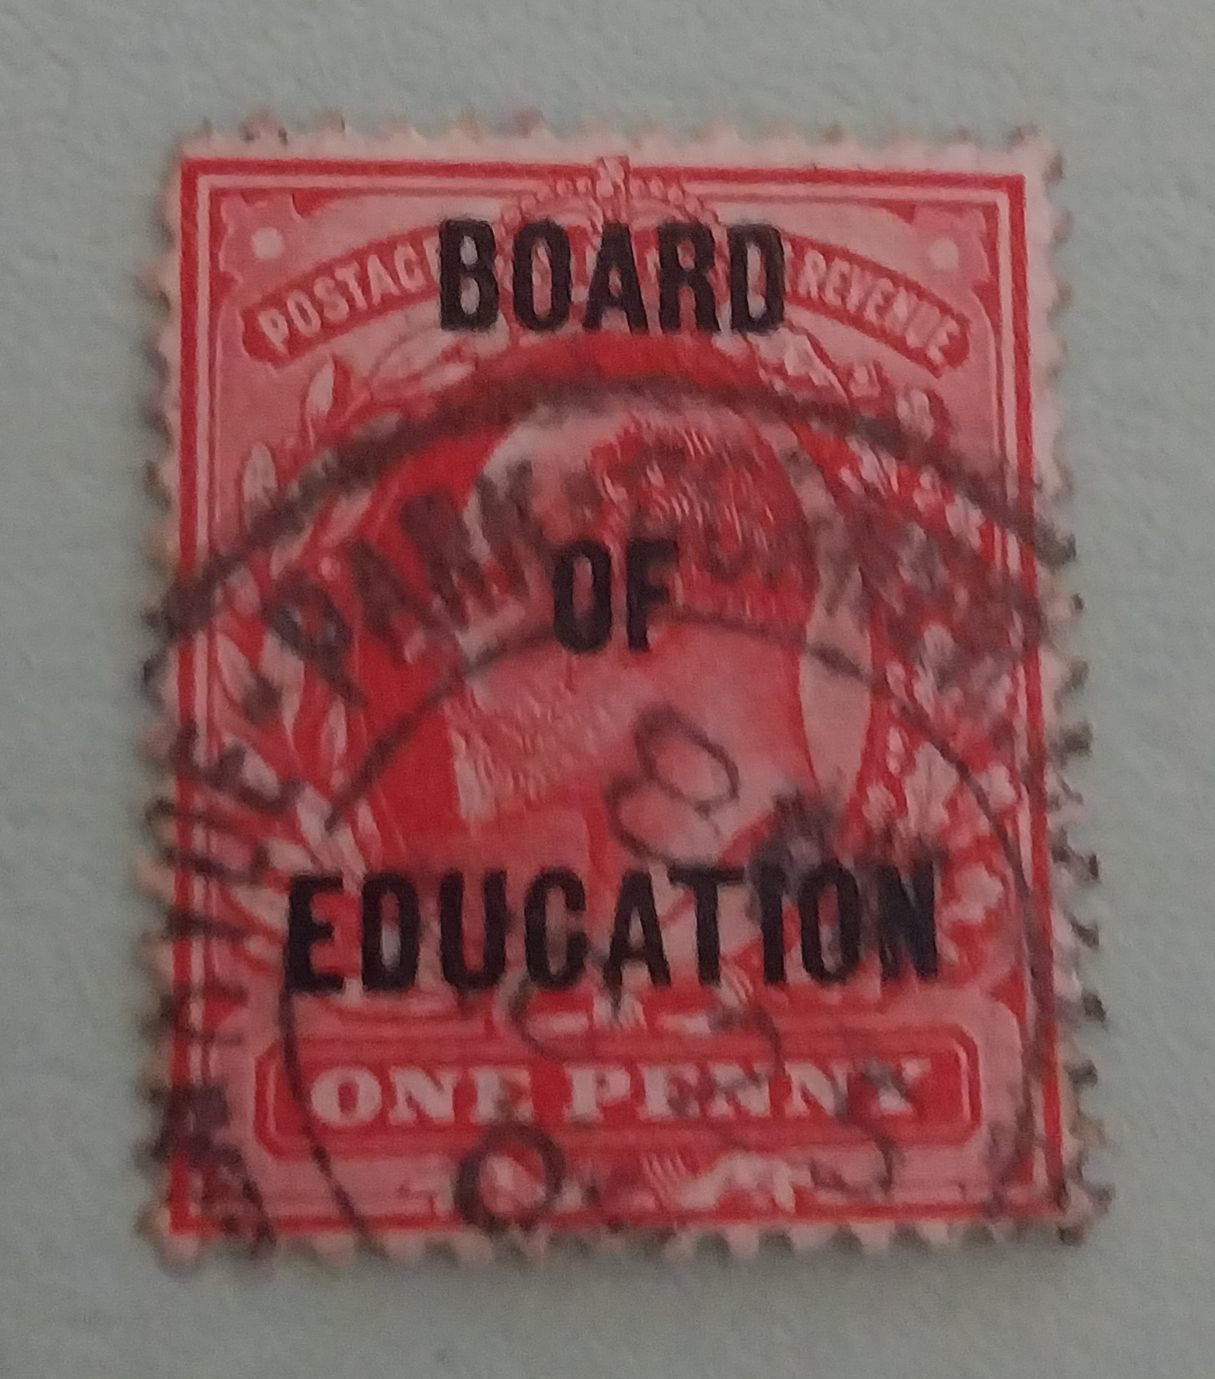 POSTAGE REVENUE
BOARD
OF
EDUCATION
ONE PENNY